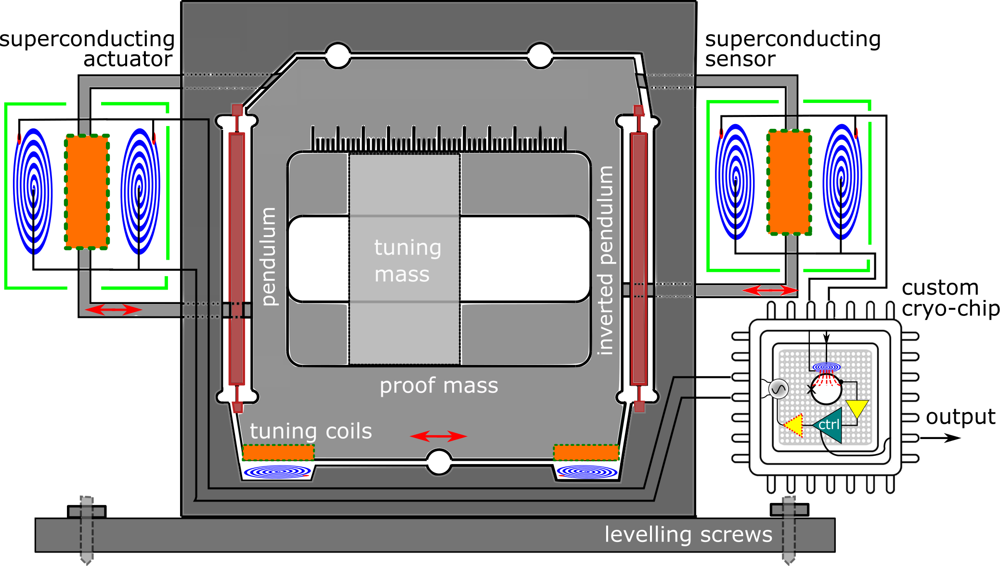 superconducting
actuator
superconducting
sensor
pendulum
tuning
mass
inverted pendulum
proof mass
tuning coils
custom
cryo-chip
ctrl
output
levelling screws